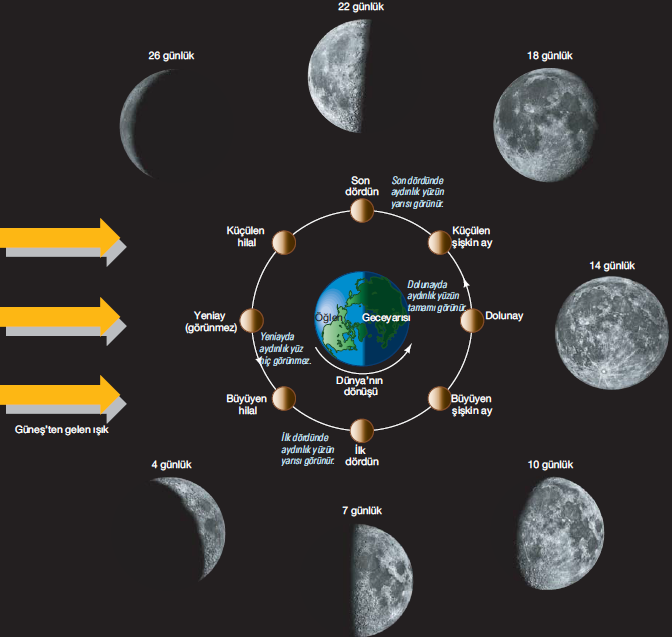 22 günlük
26 günlük
18 günlük
Son
dördün
Son dördünde
aydınlık yüzün
yarısı görünür.
Küçülen
hilal
Küçülen
şişkin ay
14 günlük
Dolunayda
aydınlık yüzün
tamamı görünür.
Yeniay
(görünmez)
Öğlen
Geceyarısı
Dolunay
Yeniayda
aydınlık yüz
hiç görünmez.
Dünya'nın
dönüşü
Büyüyen
hilal
Büyüyen
şişkin ay
Güneş'ten gelen ışık
İlk dördünde
aydınlık yüzün
yarısı görünür.
İlk
dördün
4 günlük
10 günlük
7 günlük